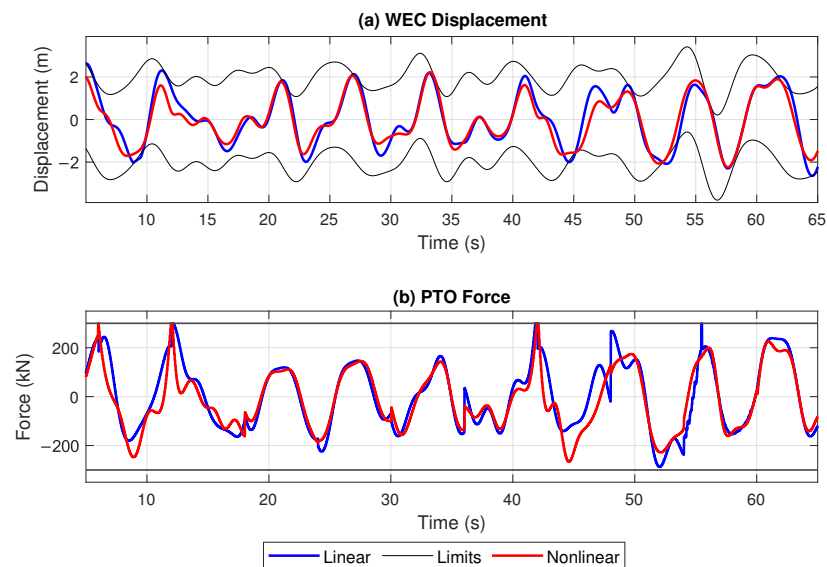 (a) WEC Displacement
Displacement (m)
2
0
−2
10 15 20 25 30 35 40 45 50 55 60 65
Time (s)
(b) PTO Force
Force (kN)
200
0
−200
10 20 30 40 50 60
Time (s)
Linear Limits Nonlinear